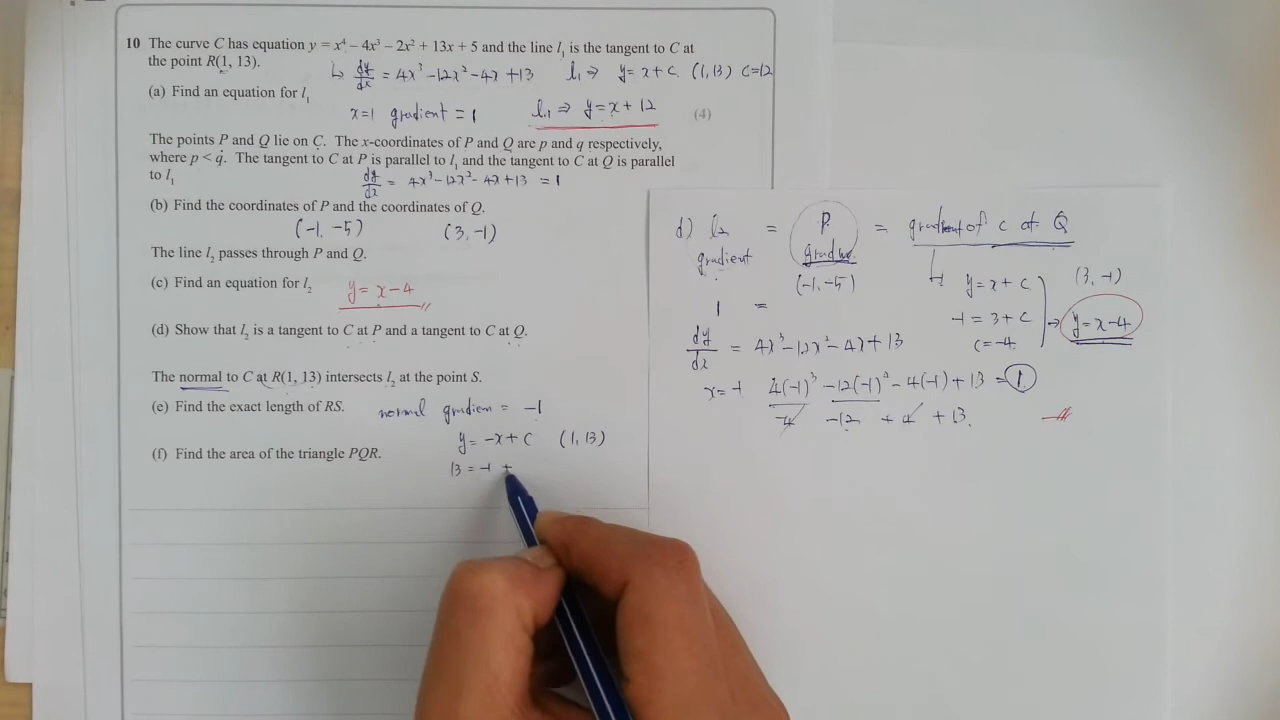 10 The curve C has equation y = x⁴ – 4x³ – 2x² + 13x + 5 and the line l₁ is the tangent to C at
the point R(1, 13).
↳ dy/dx = 4x³ -12x² -4x +13   l₁ ⇒ y = x + c. (1, 13) c=12
(a) Find an equation for l₁
x=1 gradient = 1   l₁ ⇒ y = x + 12   (4)
The points P and Q lie on C. The x-coordinates of P and Q are p and q respectively,
where p < q. The tangent to C at P is parallel to l₁ and the tangent to C at Q is parallel
to l₁
dy/dx = 4x³ -12x² - 4x +13 = 1
(b) Find the coordinates of P and the coordinates of Q.
(-1, -5)   (3, -1)
The line l₂ passes through P and Q.
(c) Find an equation for l₂   y = x - 4
(d) Show that l₂ is a tangent to C at P and a tangent to C at Q.
The normal to C at R(1, 13) intersects l₂ at the point S.
(e) Find the exact length of RS.   normal gradien = -1
y = -x + c (1, 13)
(f) Find the area of the triangle PQR.
13 = -1 +
d) l₂ = P = gradient of c at Q
gradient
(-1, -5)
y = x + c   (3, -1)
1 =
-1 = 3 + c → y = x - 4
c = -4
dy/dx = 4x³ -12x² - 4x + 13
x = -1   4(-1)³ -12(-1)² - 4(-1) + 13 = 1
-4 -12 + 4 + 13.